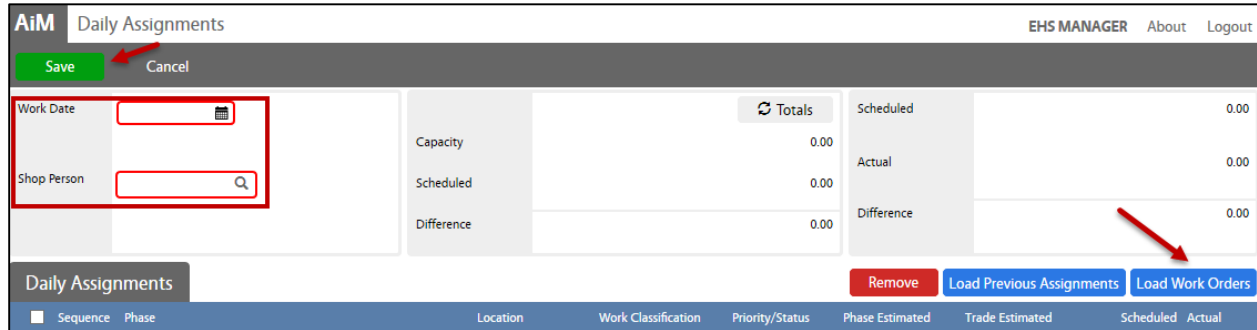 AiM Daily Assignments EHS MANAGER About Logout
Save Cancel
Work Date
Shop Person
Totals
Capacity 0.00
Scheduled 0.00
Difference 0.00
Scheduled 0.00
Actual 0.00
Difference 0.00
Daily Assignments Remove Load Previous Assignments Load Work Orders
Sequence Phase Location Work Classification Priority/Status Phase Estimated Trade Estimated Scheduled Actual